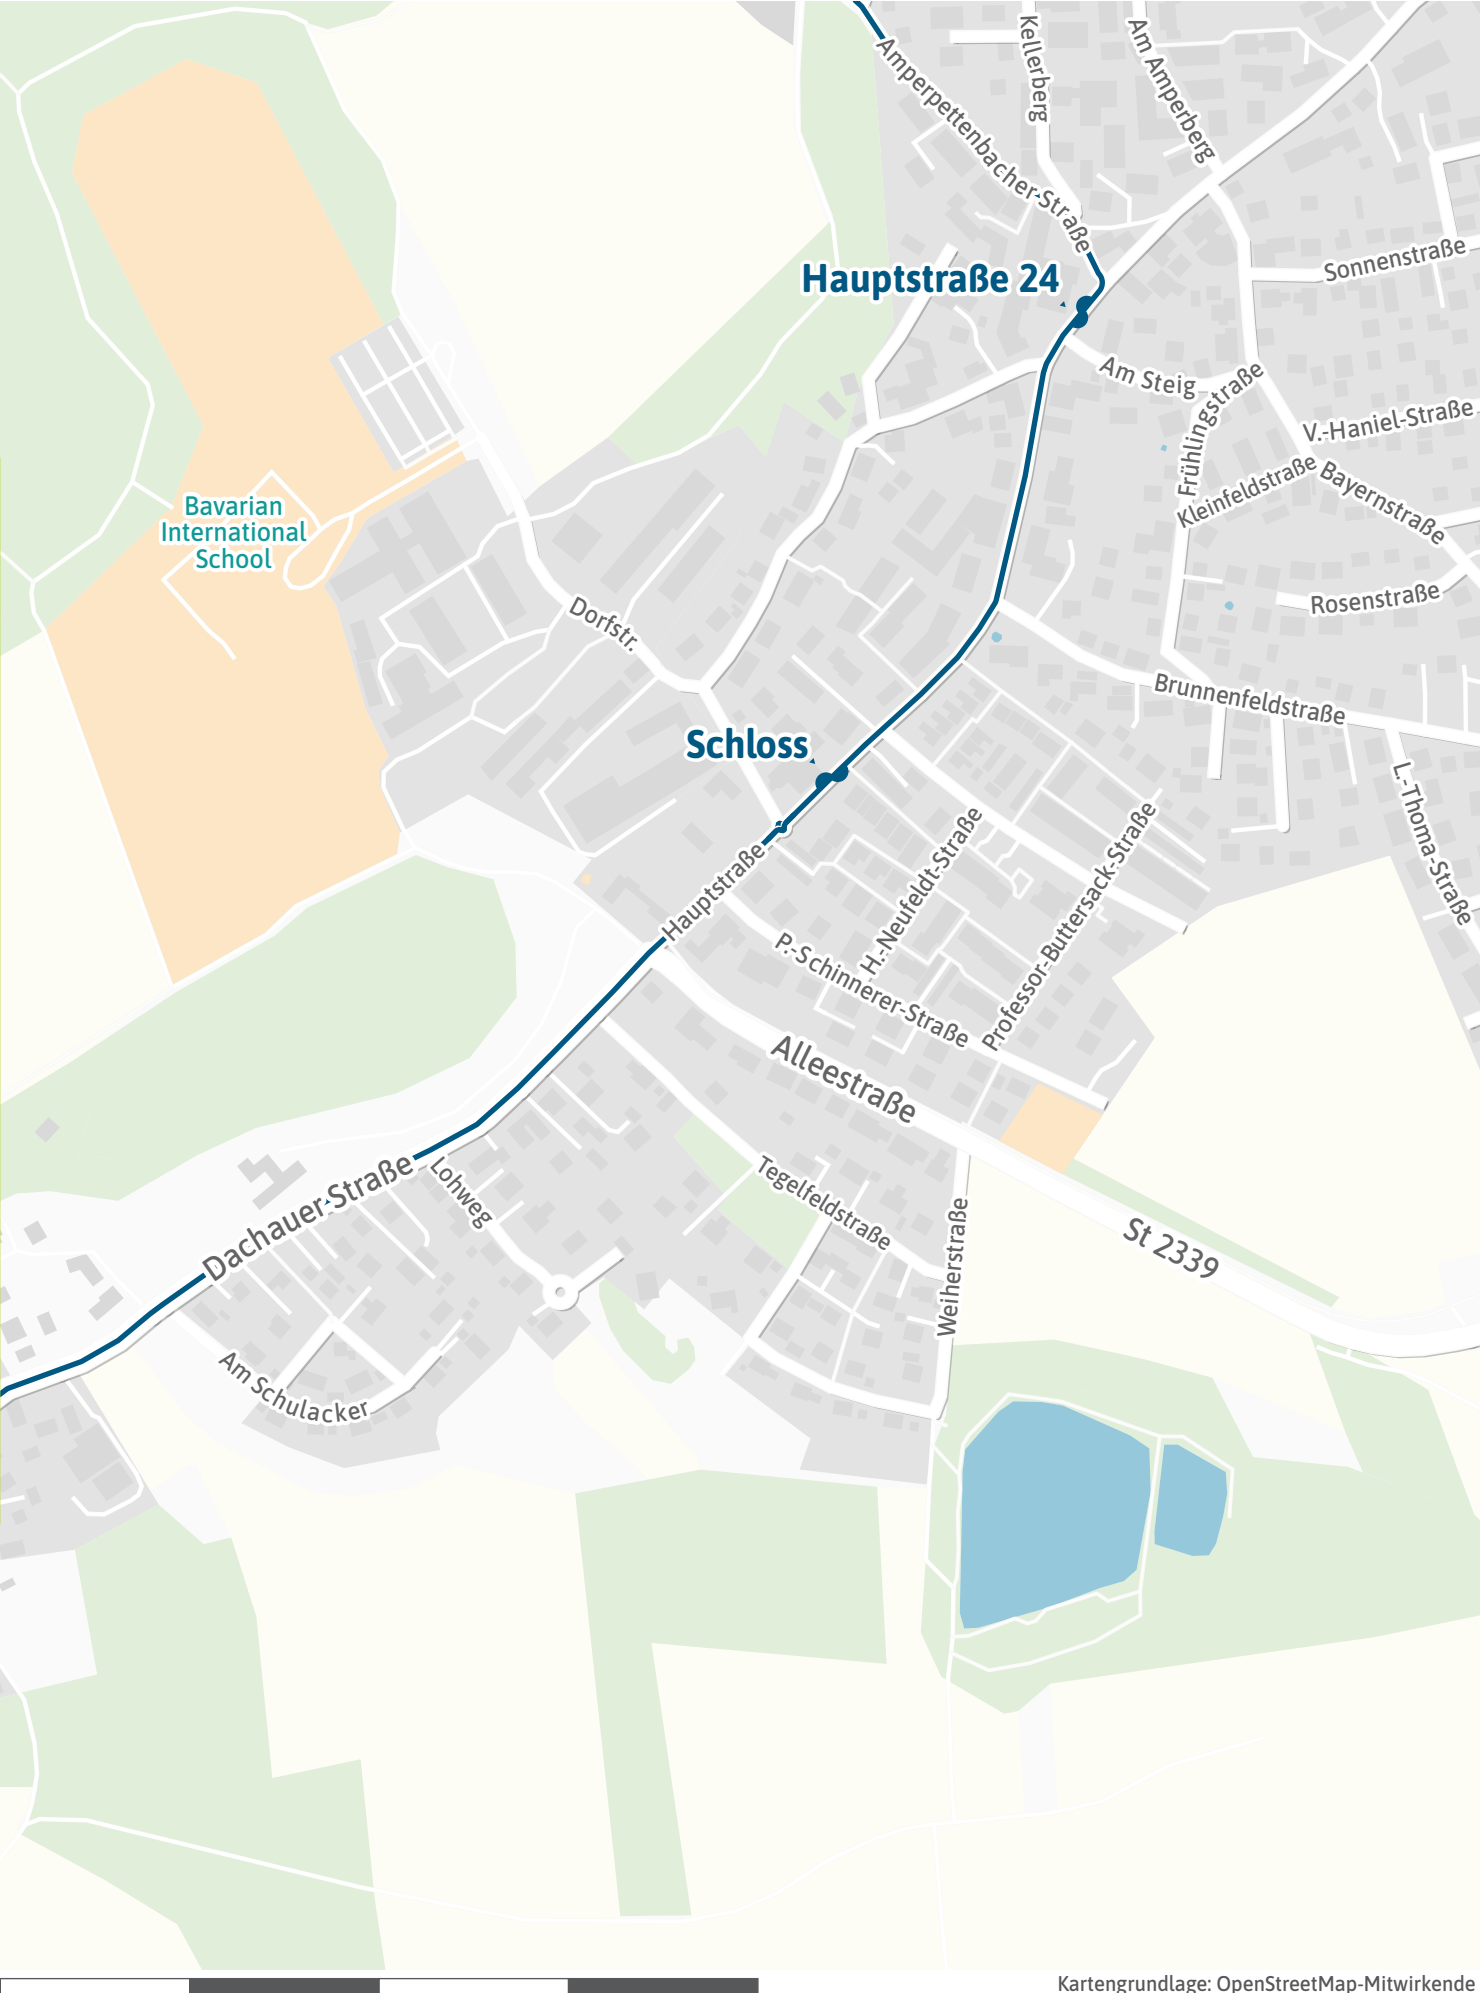 Kellerberg
Am Amperberg
Amperpettenbacher Straße
Sonnenstraße
Hauptstraße 24
Am Steig
Frühlingstraße
V.-Haniel-Straße
Kleinfeldstraße
Bayernstraße
Bavarian
International
School
Rosenstraße
Dorfstr.
Brunnenfeldstraße
Schloss
L.-Thoma-Straße
Hauptstraße
H.-Neufeldt-Straße
Professor-Buttersack-Straße
P.-Schinnerer-Straße
Alleestraße
Dachauer Straße
Lohweg
Tegelfeldstraße
Weiherstraße
St 2339
Am Schulacker
Kartengrundlage: OpenStreetMap-Mitwirkende